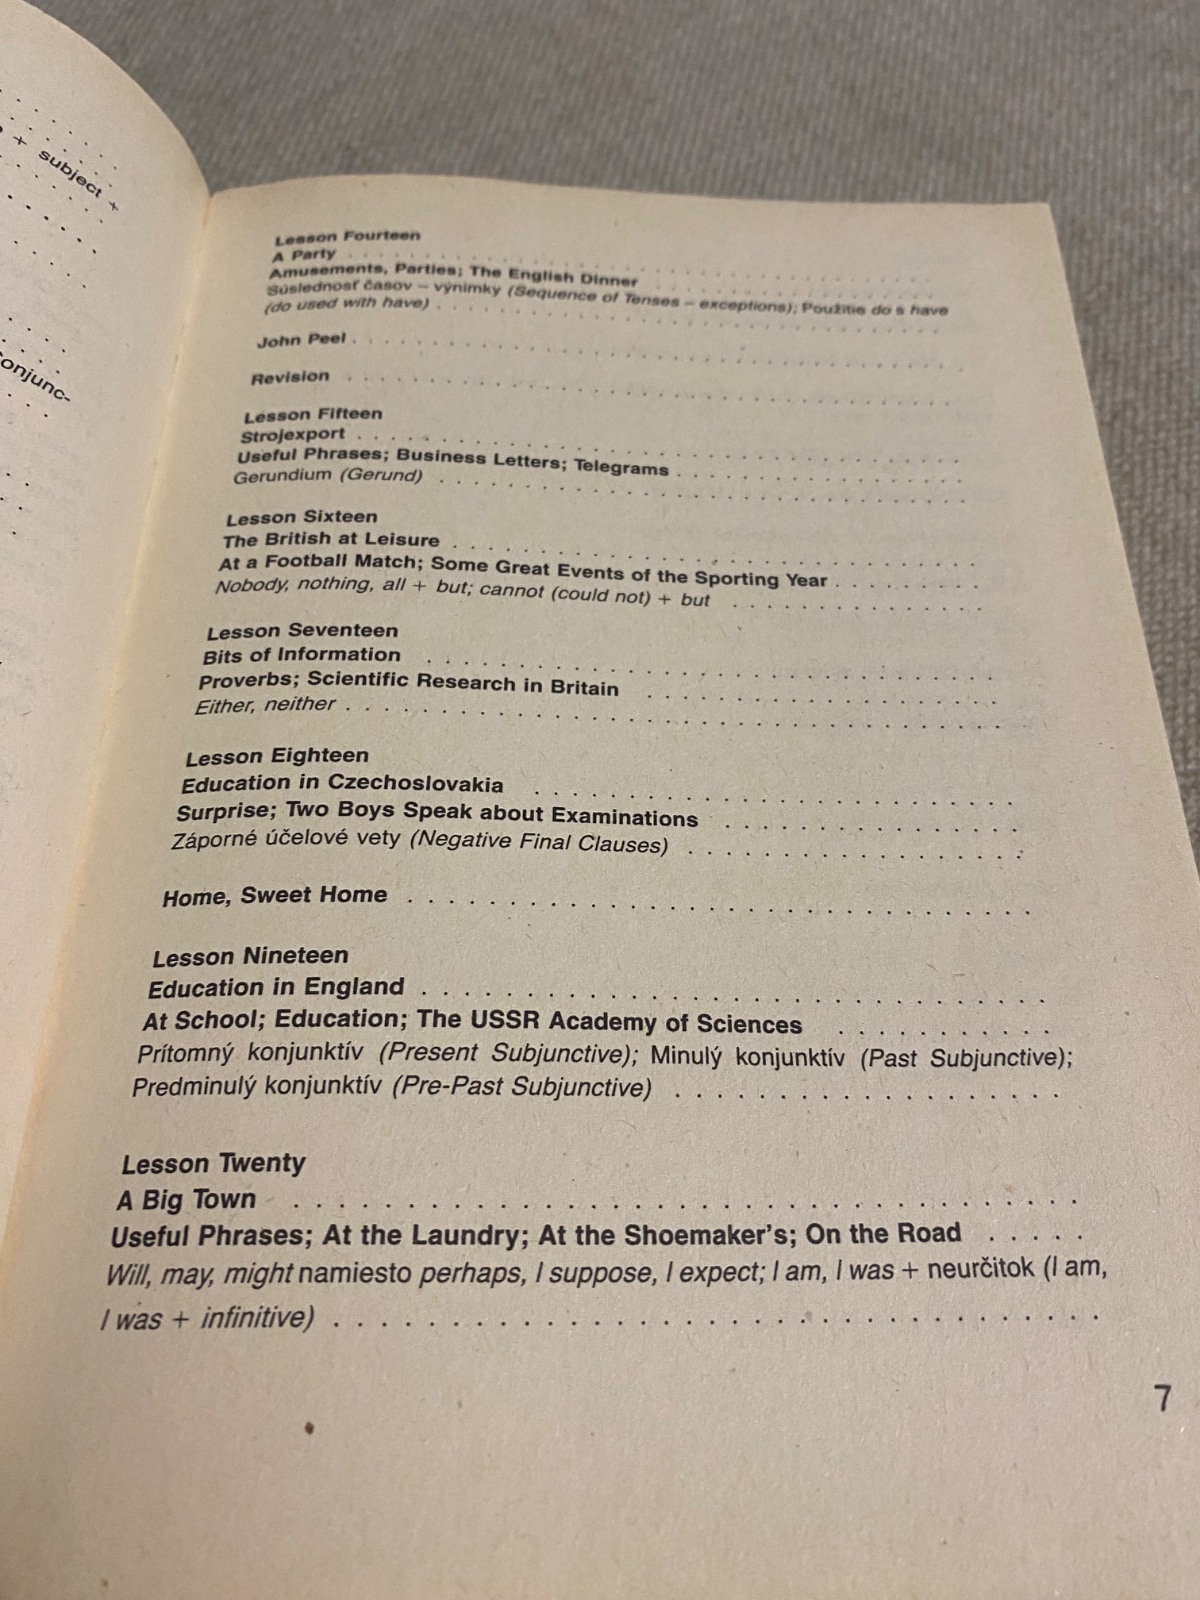 + subject +
onjunc-
Lesson Fourteen
A Party
Amusements, Parties; The English Dinner
Súslednosť časov – výnimky (Sequence of Tenses – exceptions); Použitie do s have
(do used with have)
John Peel
Revision
Lesson Fifteen
Strojexport
Useful Phrases; Business Letters; Telegrams
Gerundium (Gerund)
Lesson Sixteen
The British at Leisure
At a Football Match; Some Great Events of the Sporting Year
Nobody, nothing, all + but; cannot (could not) + but
Lesson Seventeen
Bits of Information
Proverbs; Scientific Research in Britain
Either, neither
Lesson Eighteen
Education in Czechoslovakia
Surprise; Two Boys Speak about Examinations
Záporné účelové vety (Negative Final Clauses)
Home, Sweet Home
Lesson Nineteen
Education in England
At School; Education; The USSR Academy of Sciences
Prítomný konjunktív (Present Subjunctive); Minulý konjunktív (Past Subjunctive);
Predminulý konjunktív (Pre-Past Subjunctive)
Lesson Twenty
A Big Town
Useful Phrases; At the Laundry; At the Shoemaker's; On the Road
Will, may, might namiesto perhaps, I suppose, I expect; I am, I was + neurčitok (I am,
I was + infinitive)
7